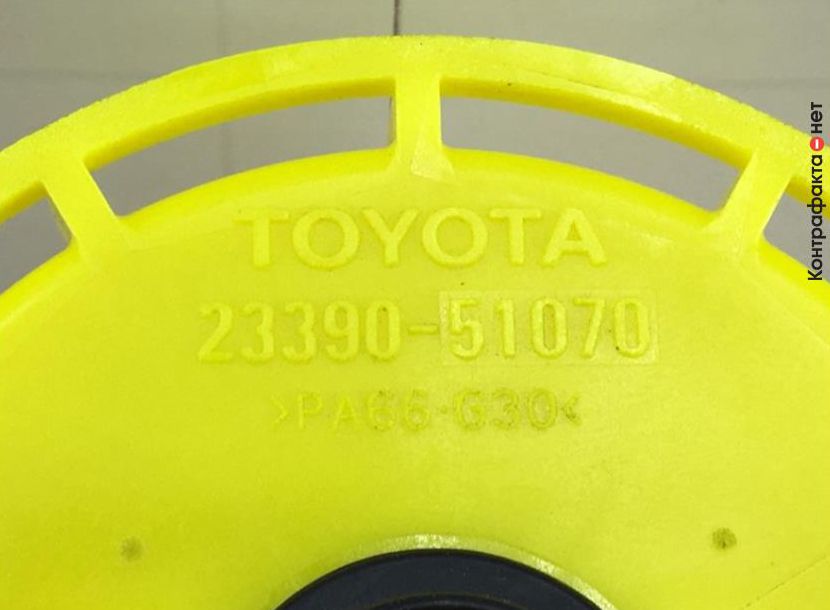 TOYOTA
23390-51070
>PA66-G30<
Контрафакта нет